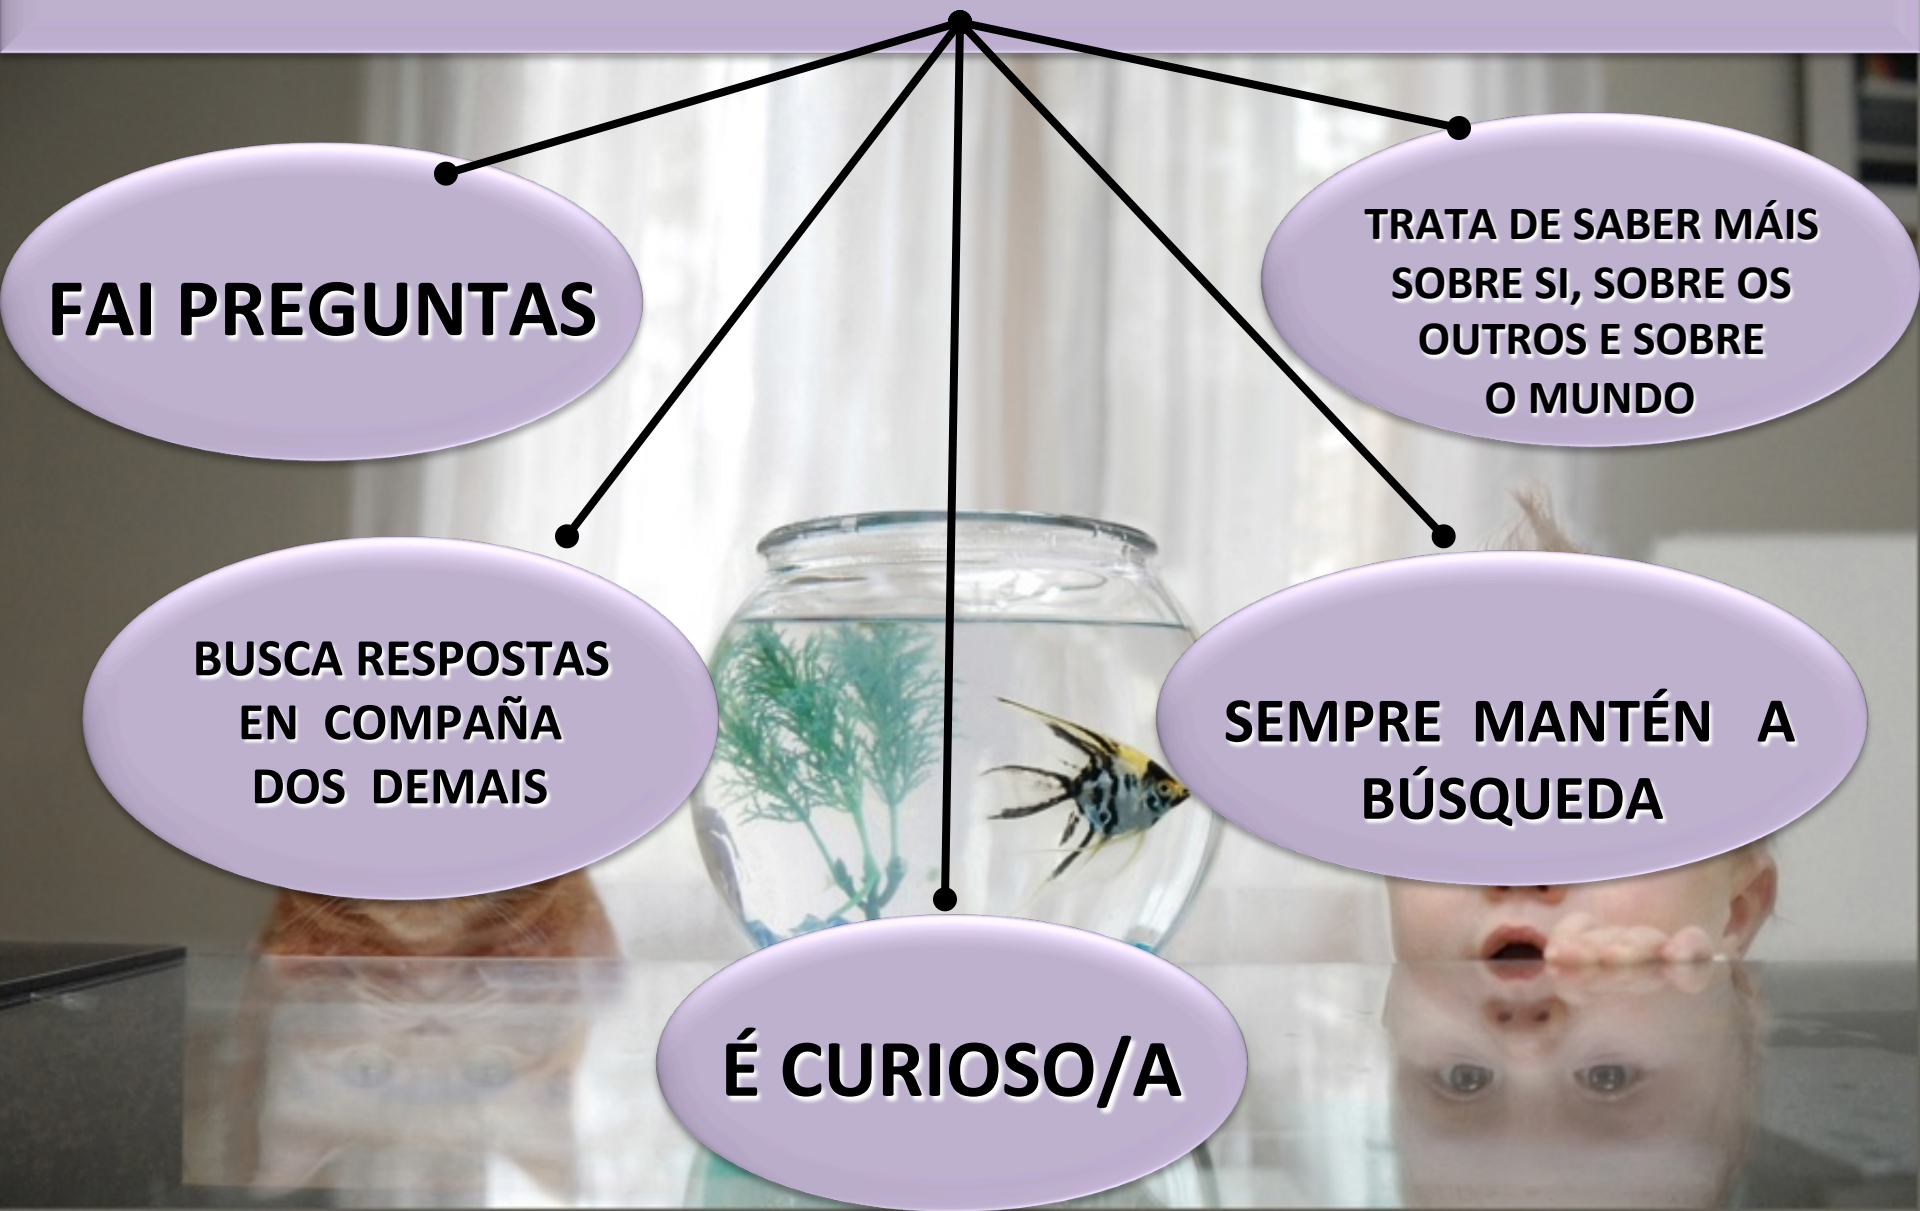 FAI PREGUNTAS
TRATA DE SABER MÁIS
SOBRE SI, SOBRE OS
OUTROS E SOBRE
O MUNDO
BUSCA RESPOSTAS
EN COMPAÑA
DOS DEMAIS
SEMPRE MANTÉN A
BÚSQUEDA
É CURIOSO/A